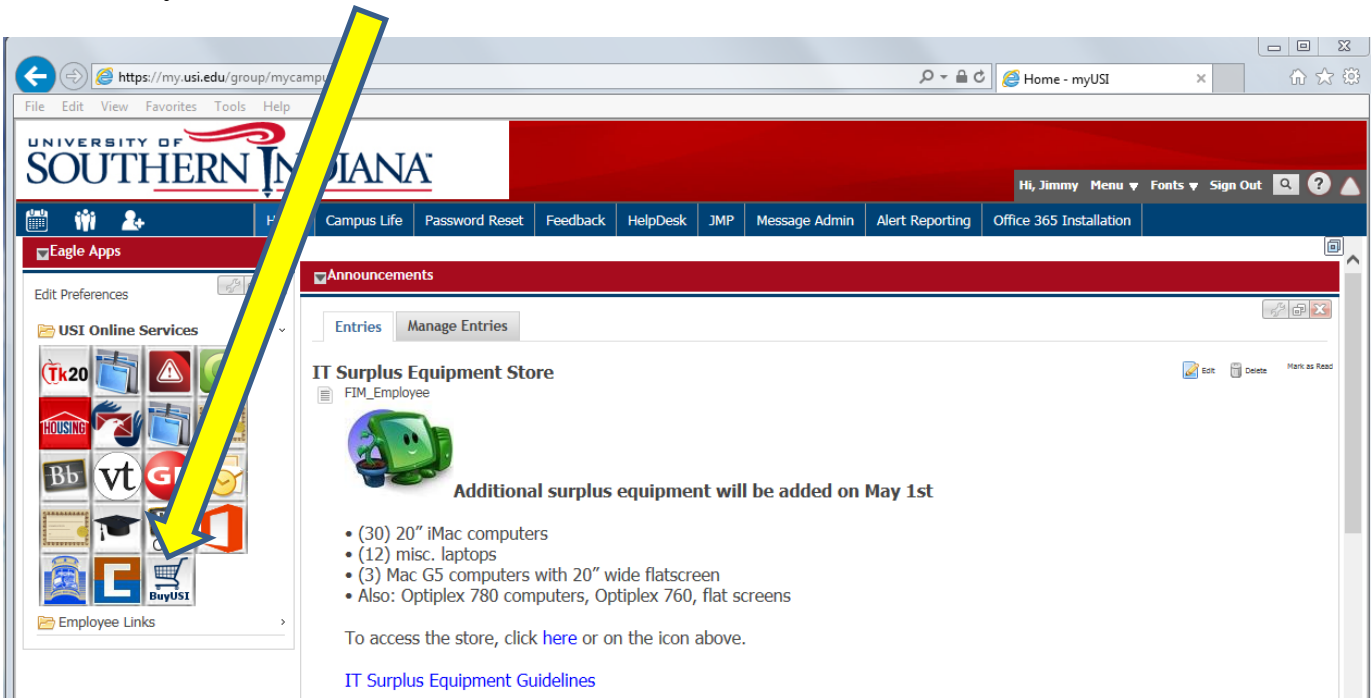 https://my.usi.edu/group/mycampu
Home - myUSI
File Edit View Favorites Tools Help
UNIVERSITY OF
SOUTHERN INDIANA
Hi, Jimmy Menu Fonts Sign Out
Campus Life Password Reset Feedback HelpDesk JMP Message Admin Alert Reporting Office 365 Installation
Eagle Apps
Announcements
Edit Preferences
Entries Manage Entries
USI Online Services
Tk20
HOUSING
Bb vt
BuyUSI
Employee Links
IT Surplus Equipment Store
Edit Delete Mark as Read
FIM_Employee
Additional surplus equipment will be added on May 1st
• (30) 20” iMac computers
• (12) misc. laptops
• (3) Mac G5 computers with 20” wide flatscreen
• Also: Optiplex 780 computers, Optiplex 760, flat screens
To access the store, click here or on the icon above.
IT Surplus Equipment Guidelines